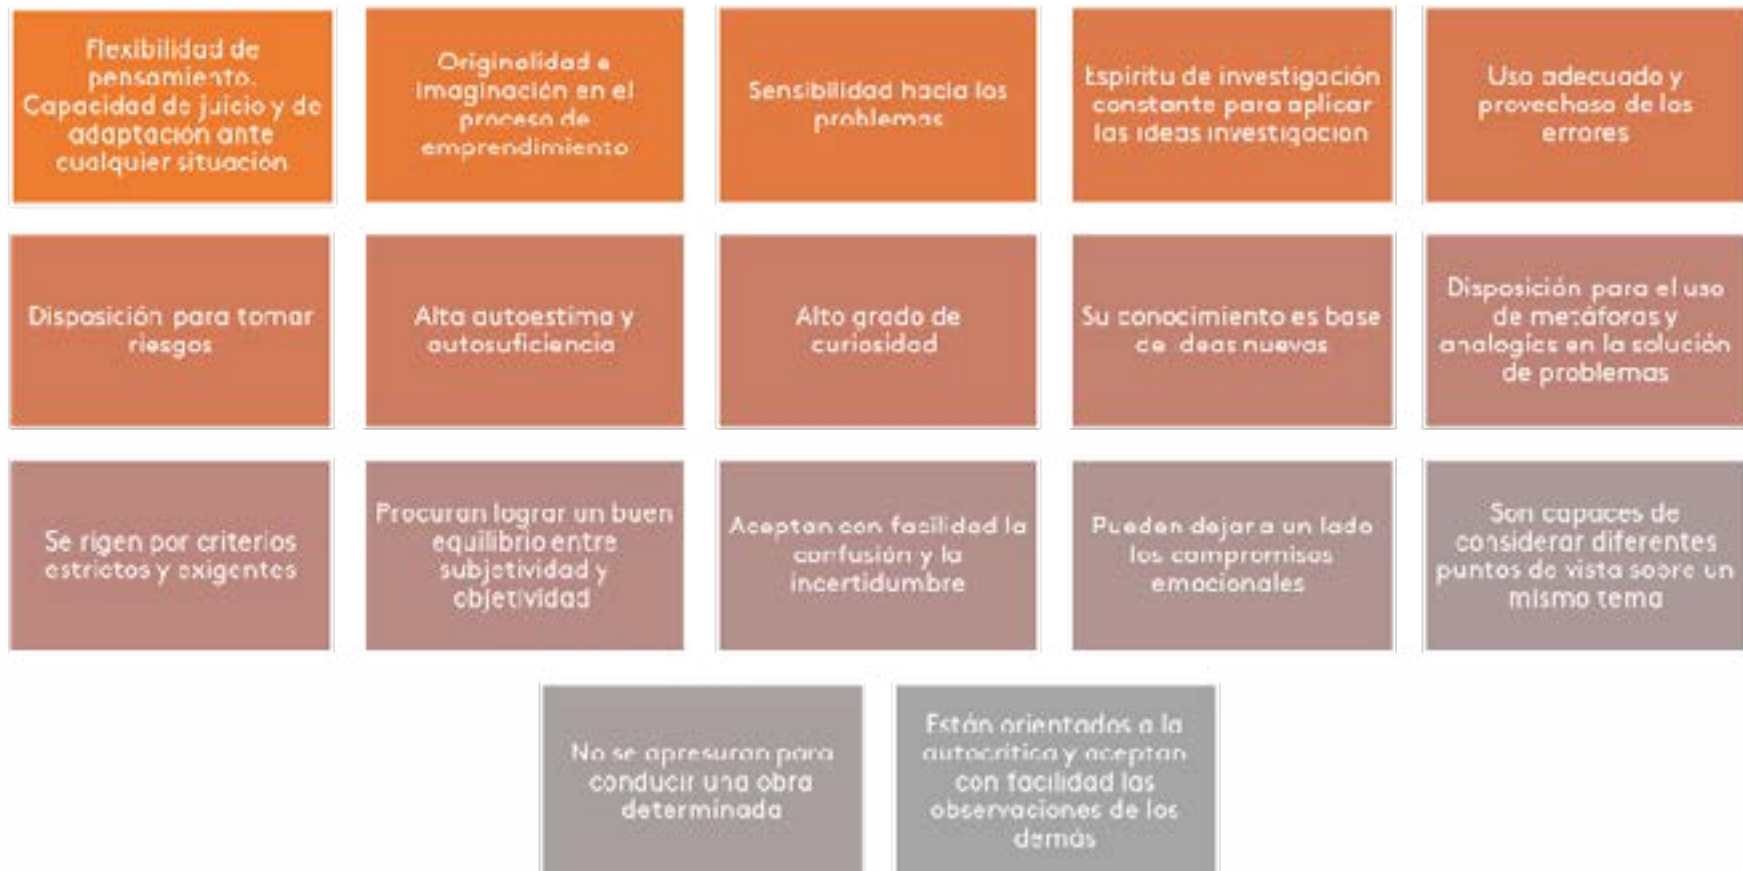 Flexibilidad de
pensamiento.
Capacidad de juicio y de
adaptación ante
cualquier situación
Originalidad e
imaginación en el
proceso de
emprendimiento
Sensibilidad hacia los
problemas
Espíritu de investigación
constante para aplicar
las ideas investigación
Uso adecuado y
provechoso de los
errores
Disposición para tomar
riesgos
Alta autoestima y
autosuficiencia
Alto grado de
curiosidad
Su conocimiento es base
de ideas nuevas
Disposición para el uso
de metáforas y
analogías en la solución
de problemas
Se rigen por criterios
estrictos y exigentes
Procuran lograr un buen
equilibrio entre
subjetividad y
objetividad
Aceptan con facilidad la
confusión y la
incertidumbre
Pueden dejar a un lado
los compromisos
emocionales
Son capaces de
considerar diferentes
puntos de vista sobre un
mismo tema
No se apresuran para
conducir una obra
determinada
Están orientados a la
autocrítica y aceptan
con facilidad las
observaciones de los
demás